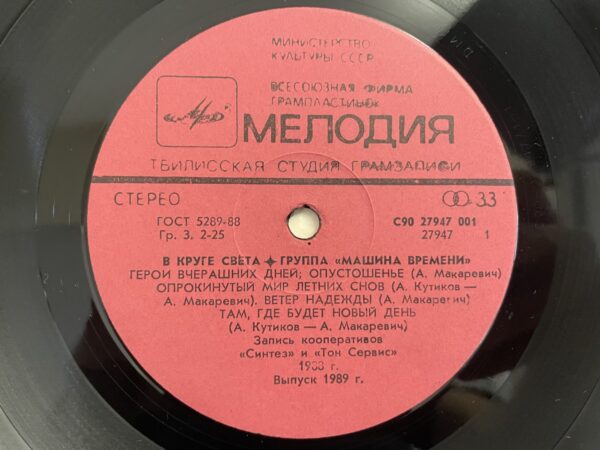 МИНИСТЕРСТВО
КУЛЬТУРЫ СССР
ВСЕСОЮЗНАЯ ФИРМА
ГРАМПЛАСТИНОК
МЕЛОДИЯ
ТБИЛИССКАЯ СТУДИЯ ГРАМЗАПИСИ
СТЕРЕО
33
ГОСТ 5289-88
С90 27947 001
Гр. 3. 2-25
27947 1
В КРУГЕ СВЕТА ✦ ГРУППА «МАШИНА ВРЕМЕНИ»
ГЕРОИ ВЧЕРАШНИХ ДНЕЙ; ОПУСТОШЕНЬЕ (А. Макаревич)
ОПРОКИНУТЫЙ МИР ЛЕТНИХ СНОВ (А. Кутиков —
А. Макаревич). ВЕТЕР НАДЕЖДЫ (А. Макаревич)
ТАМ, ГДЕ БУДЕТ НОВЫЙ ДЕНЬ
(А. Кутиков — А. Макаревич)
Запись кооперативов
«Синтез» и «Тон Сервис»
1988 г.
Выпуск 1989 г.